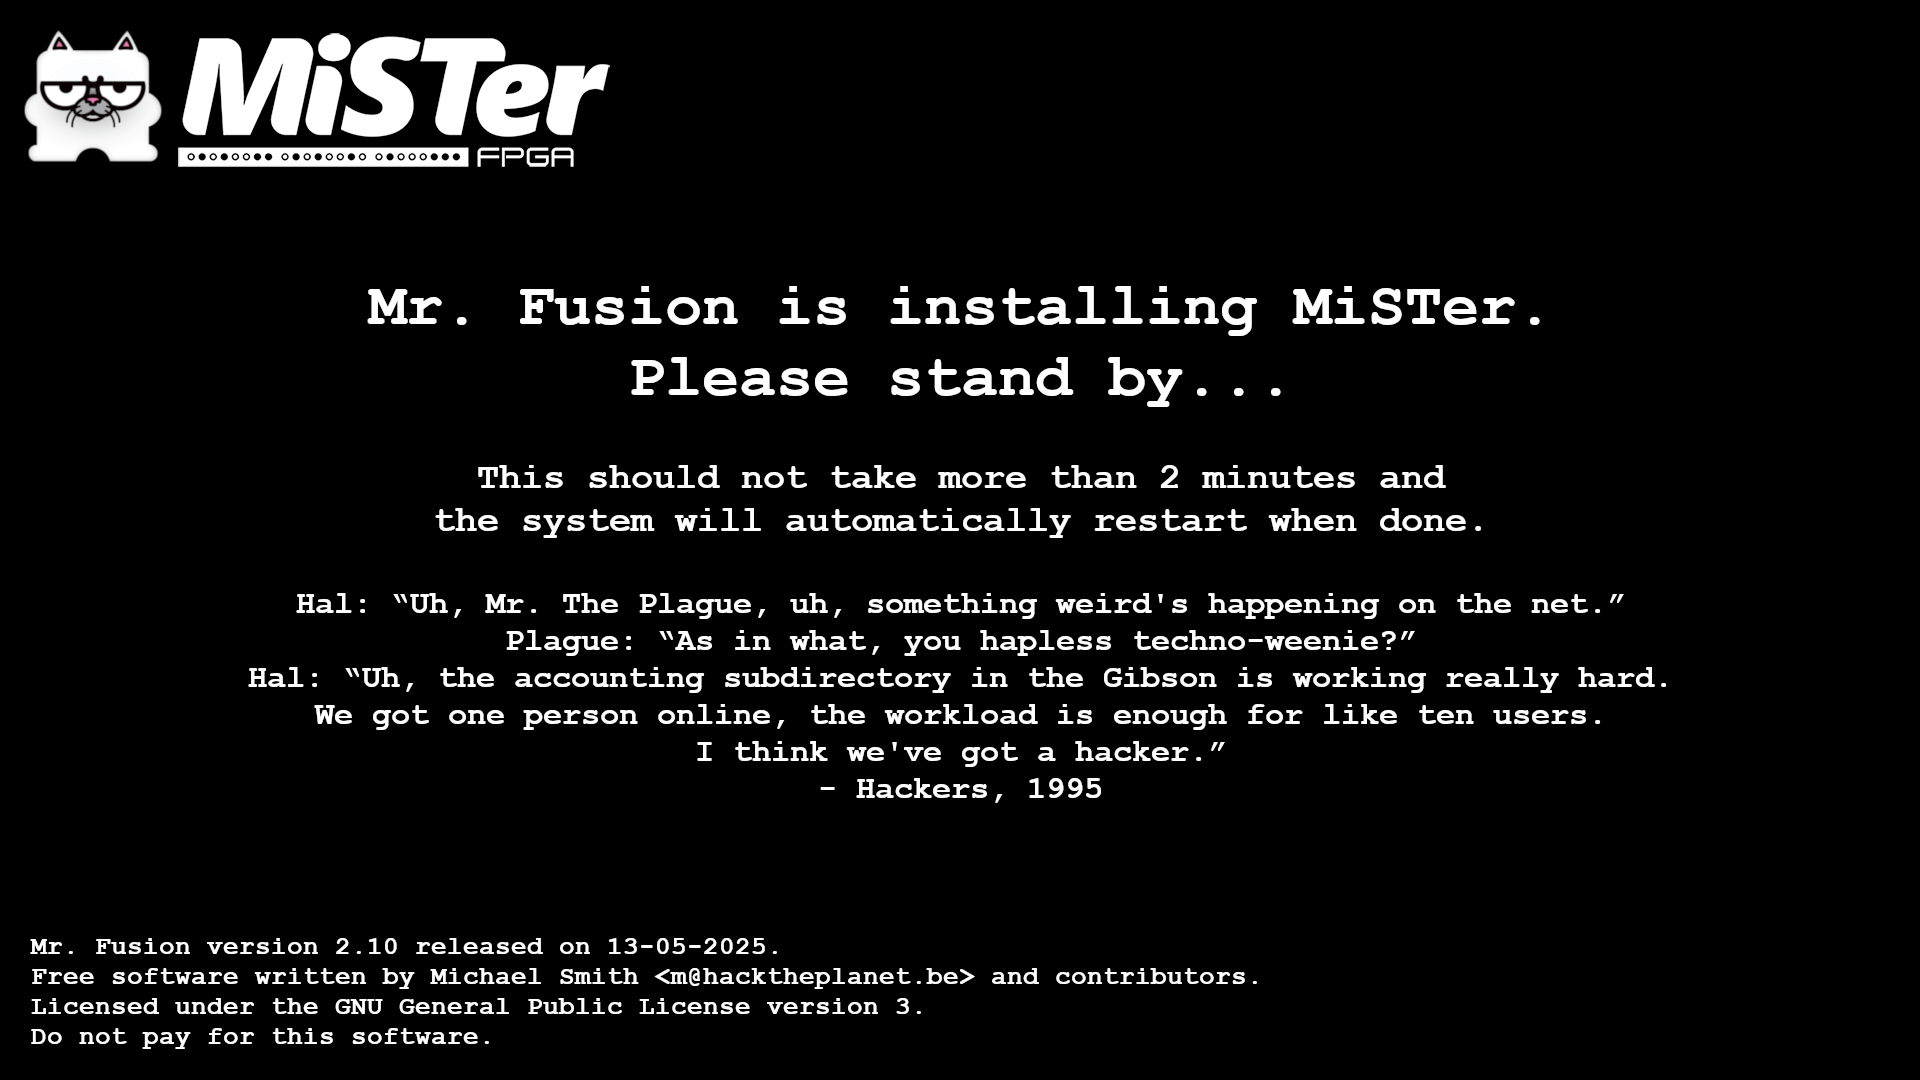 MiSTer
FPGA
Mr. Fusion is installing MiSTer.
Please stand by...
This should not take more than 2 minutes and
the system will automatically restart when done.
Hal: “Uh, Mr. The Plague, uh, something weird's happening on the net.”
Plague: “As in what, you hapless techno-weenie?”
Hal: “Uh, the accounting subdirectory in the Gibson is working really hard.
We got one person online, the workload is enough for like ten users.
I think we've got a hacker.”
- Hackers, 1995
Mr. Fusion version 2.10 released on 13-05-2025.
Free software written by Michael Smith <m@hacktheplanet.be> and contributors.
Licensed under the GNU General Public License version 3.
Do not pay for this software.